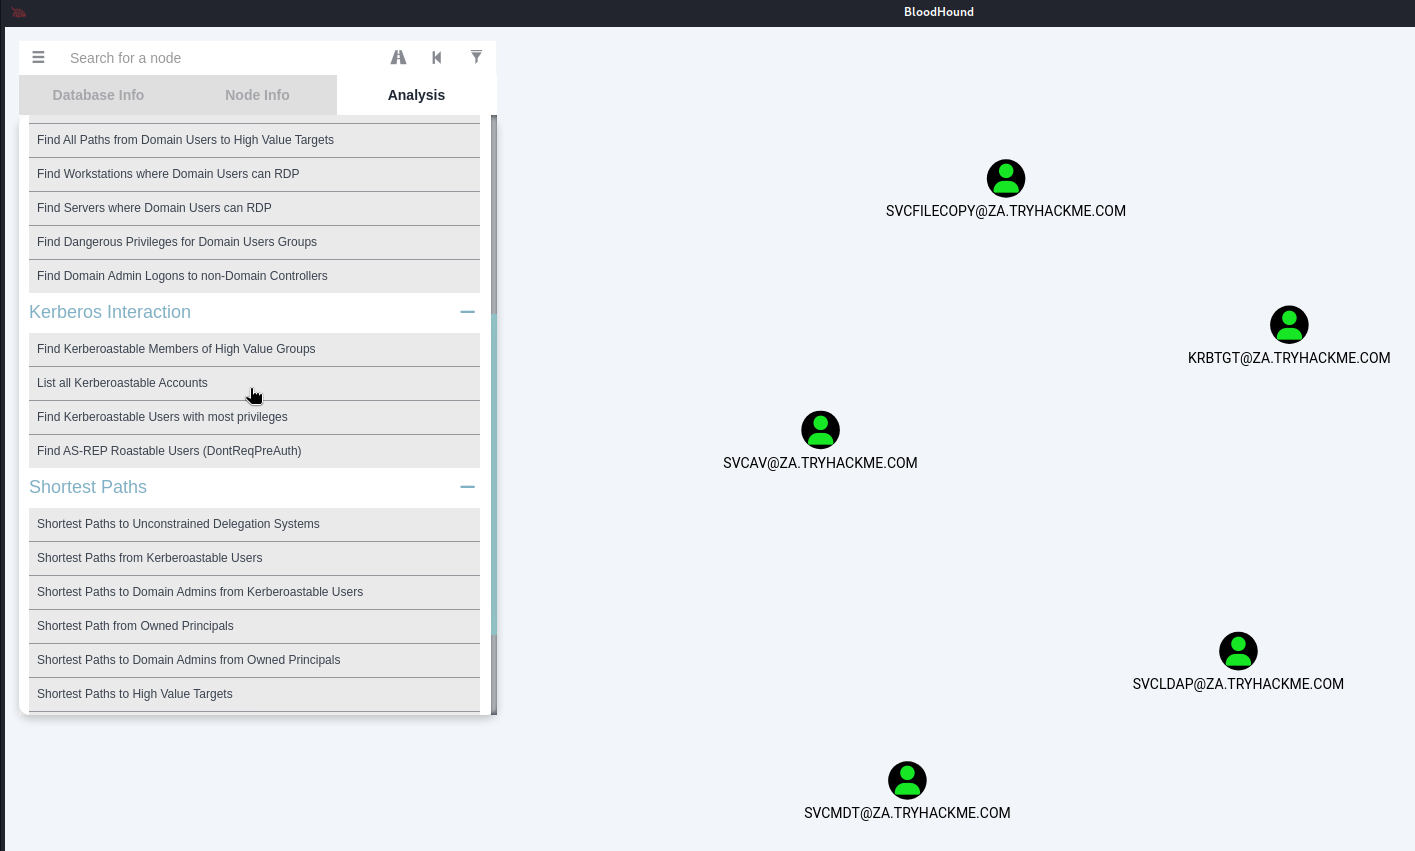 BloodHound
Search for a node
Database Info
Node Info
Analysis
Find All Paths from Domain Users to High Value Targets
Find Workstations where Domain Users can RDP
Find Servers where Domain Users can RDP
Find Dangerous Privileges for Domain Users Groups
Find Domain Admin Logons to non-Domain Controllers
Kerberos Interaction
Find Kerberoastable Members of High Value Groups
List all Kerberoastable Accounts
Find Kerberoastable Users with most privileges
Find AS-REP Roastable Users (DontReqPreAuth)
Shortest Paths
Shortest Paths to Unconstrained Delegation Systems
Shortest Paths from Kerberoastable Users
Shortest Paths to Domain Admins from Kerberoastable Users
Shortest Path from Owned Principals
Shortest Paths to Domain Admins from Owned Principals
Shortest Paths to High Value Targets
SVCFILECOPY@ZA.TRYHACKME.COM
KRBTGT@ZA.TRYHACKME.COM
SVCAV@ZA.TRYHACKME.COM
SVCLDAP@ZA.TRYHACKME.COM
SVCMDT@ZA.TRYHACKME.COM